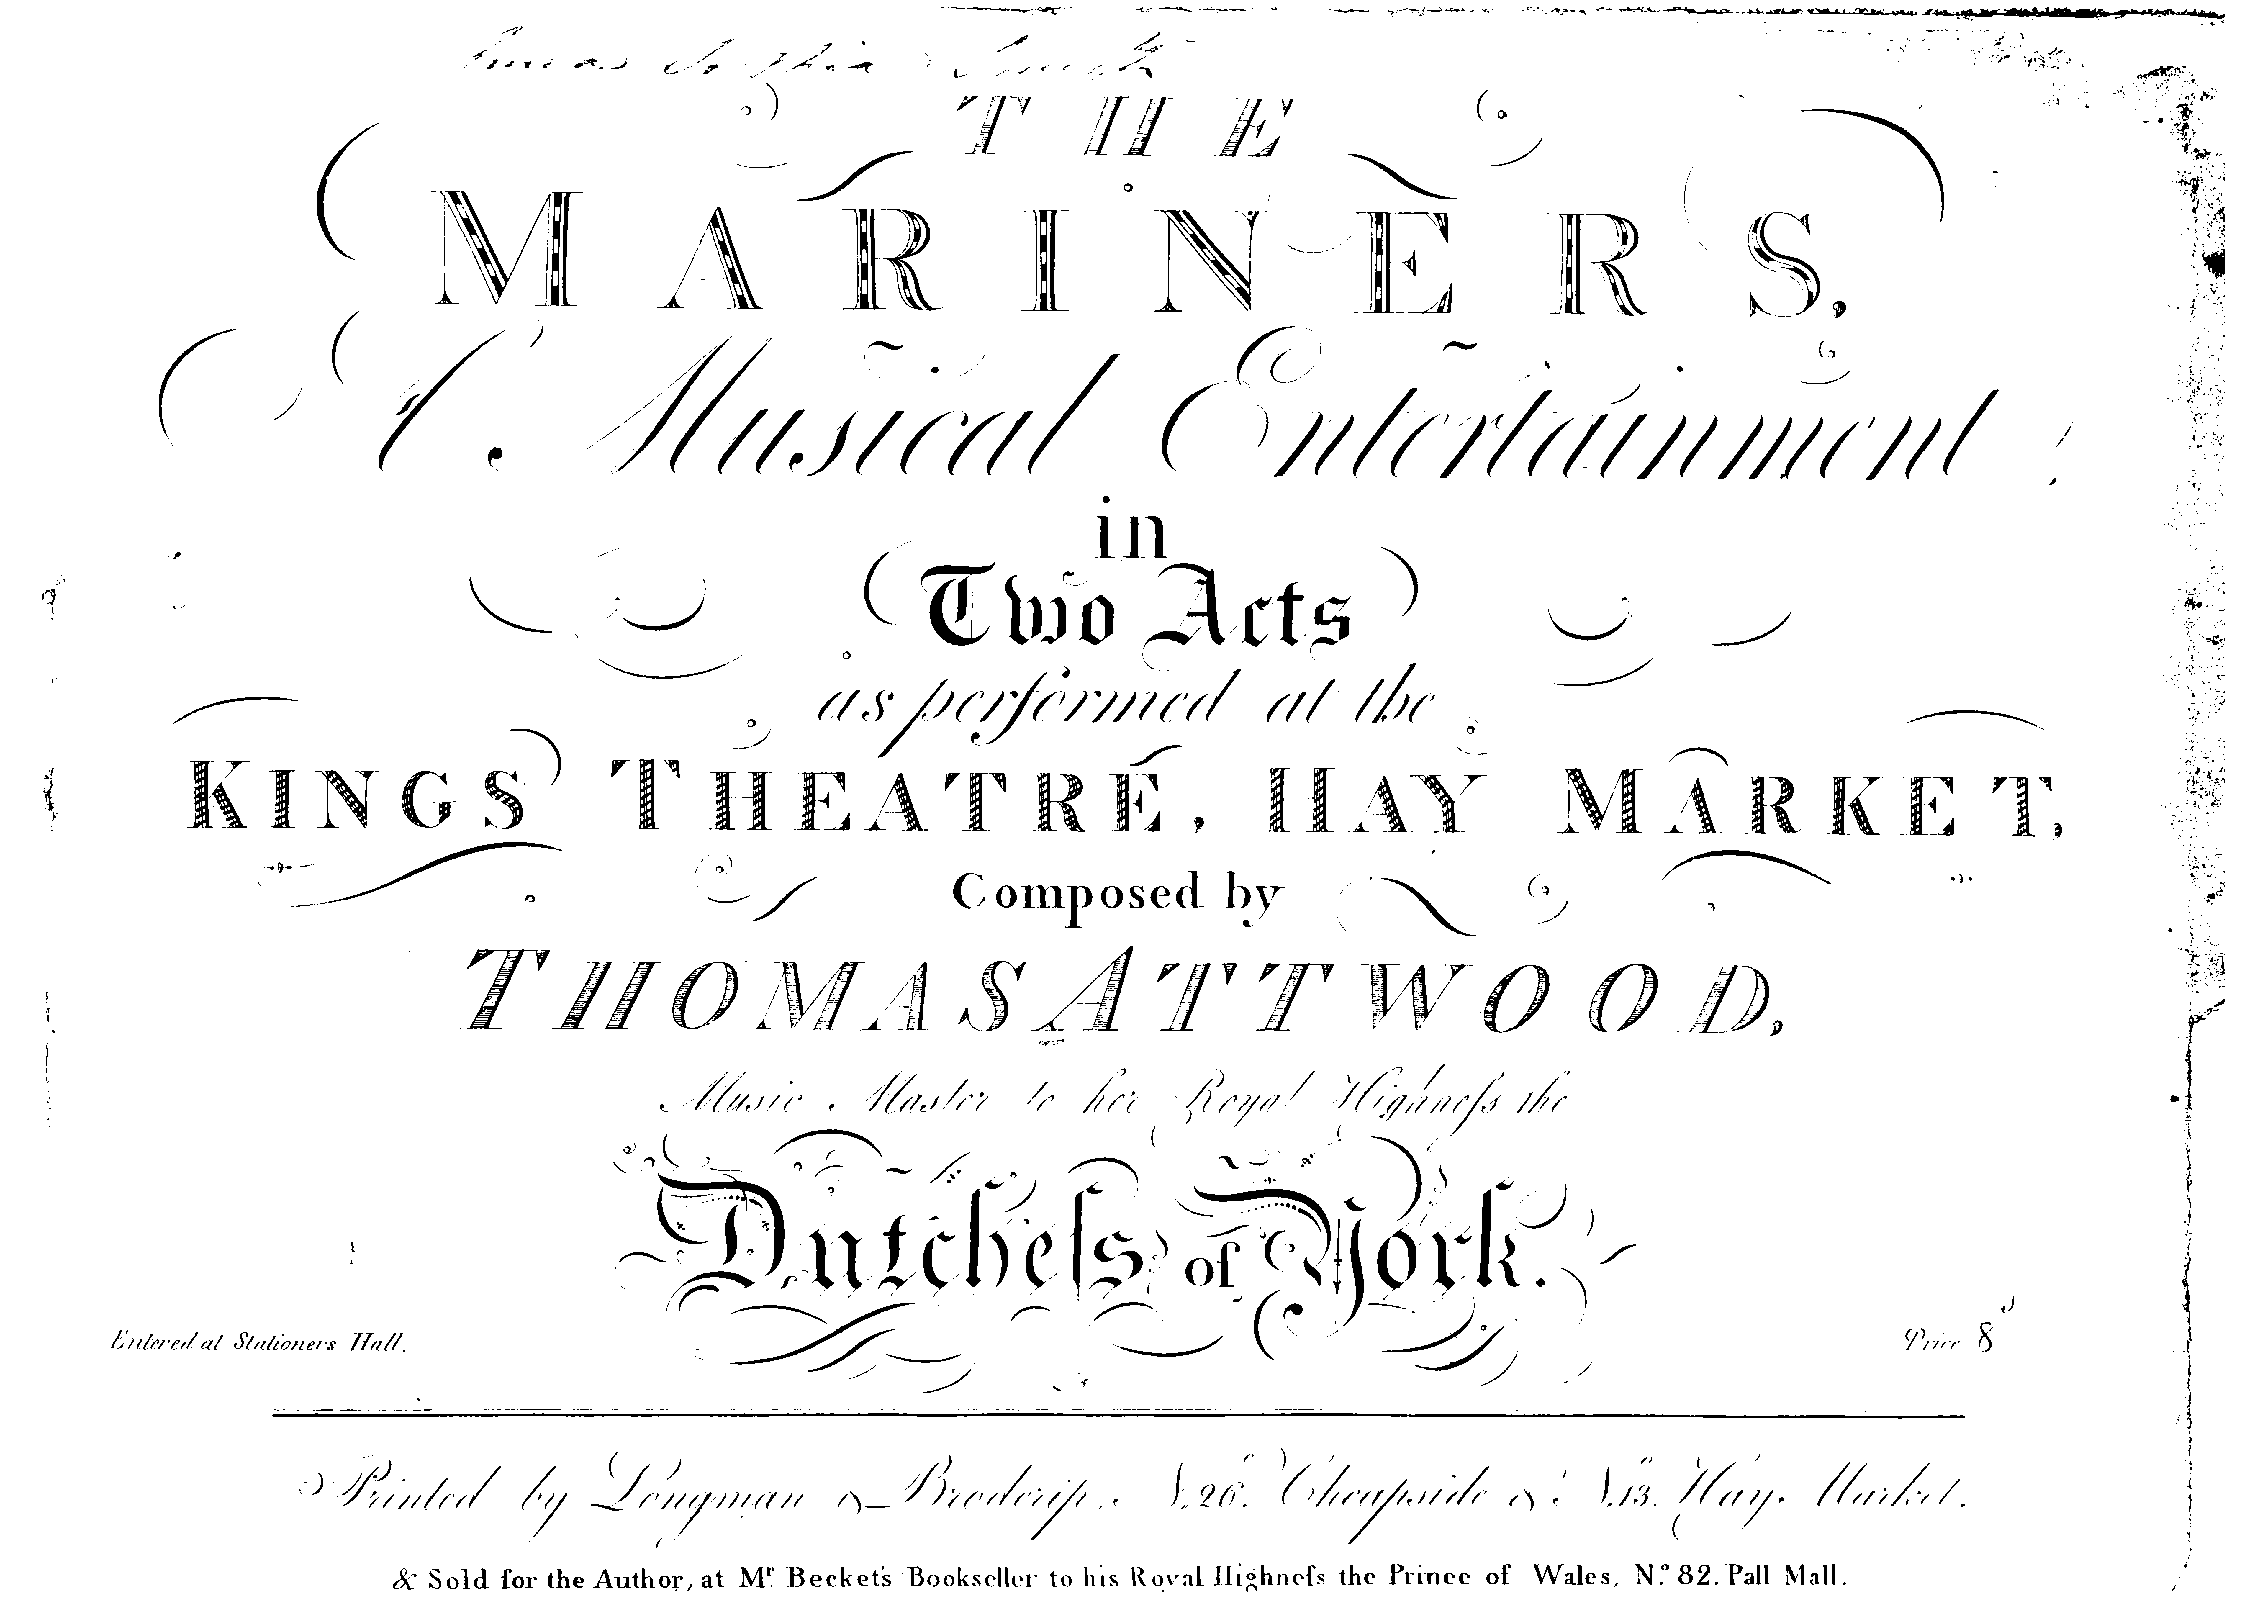 Sophia Smith
THE
MARINERS,
A Musical Entertainment
in
Two Acts
as performed at the
KINGS THEATRE, HAY MARKET,
Composed by
THOMAS ATTWOOD,
Music Master to her Royal Highneſs the
Dutcheſs of York.
Entered at Stationers Hall.
Price 8
Printed by Longman & Broderip. No. 26. Cheapside & No. 13. Hay Market.
& Sold for the Author, at Mr. Becket's Bookseller to his Royal Highneſs the Prince of Wales, No. 82. Pall Mall.